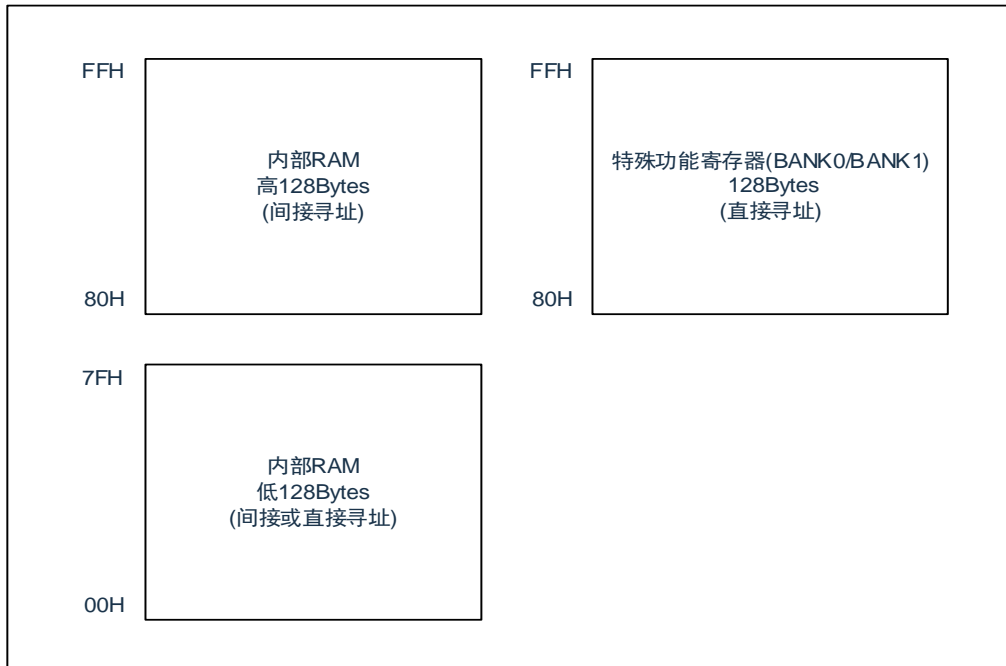 FFH
内部RAM
高128Bytes
(间接寻址)
80H
FFH
特殊功能寄存器(BANK0/BANK1)
128Bytes
(直接寻址)
80H
7FH
内部RAM
低128Bytes
(间接或直接寻址)
00H